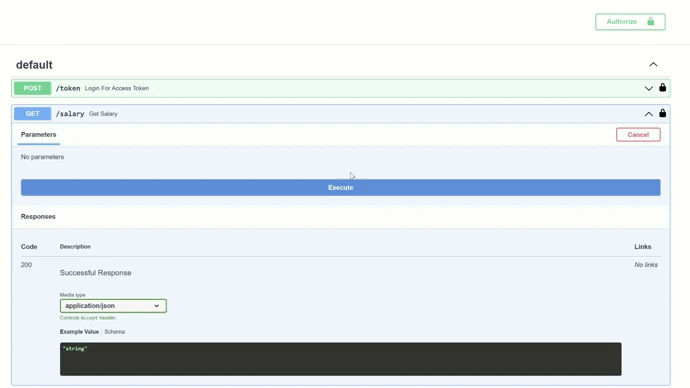 Authorize
default
POST /token Login For Access Token
GET /salary Get Salary
Parameters Cancel
No parameters
Execute
Responses
Code Description Links
200 Successful Response No links
Media type
application/json
Controls Accept header.
Example Value Schema
"string"